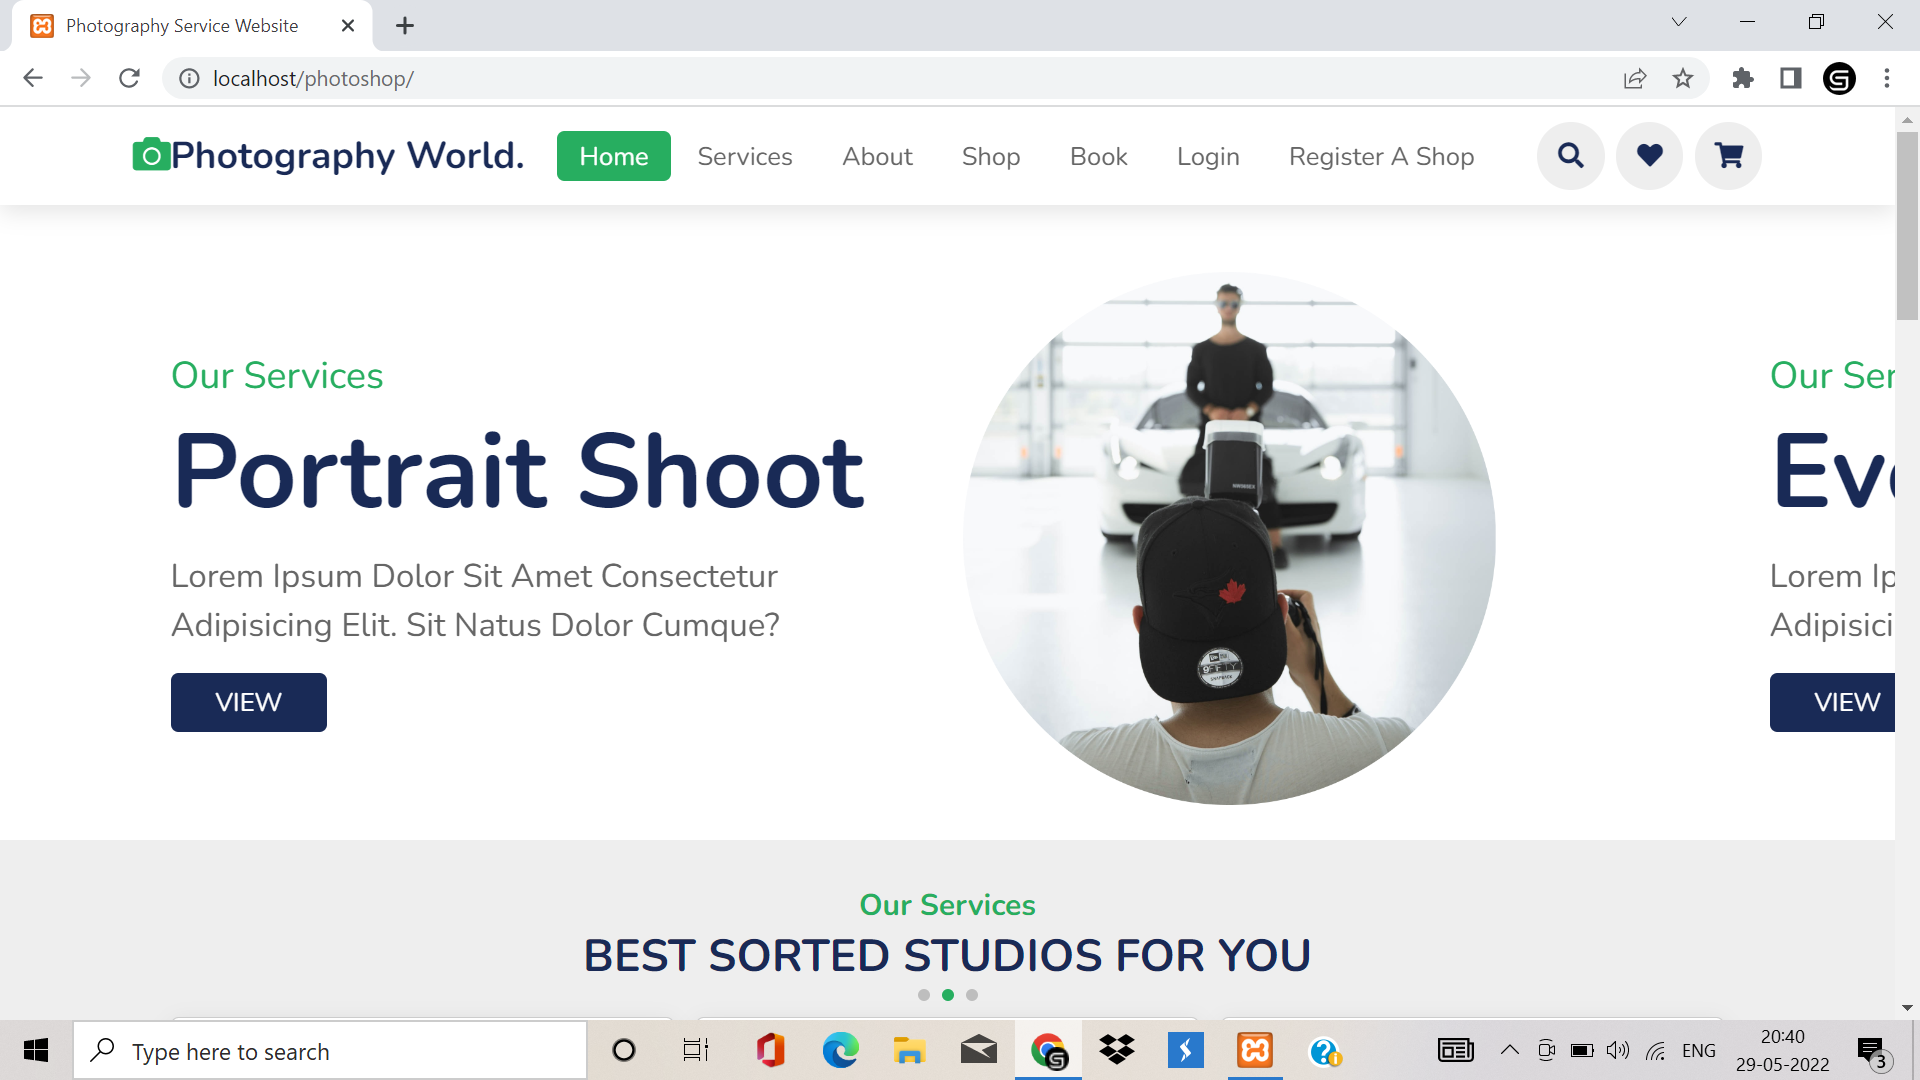 Photography Service Website
localhost/photoshop/
Photography World.
Home
Services
About
Shop
Book
Login
Register A Shop
Our Services
Portrait Shoot
Lorem Ipsum Dolor Sit Amet Consectetur
Adipisicing Elit. Sit Natus Dolor Cumque?
VIEW
Our Ser
Eve
Lorem Ip
Adipisici
VIEW
Our Services
BEST SORTED STUDIOS FOR YOU
Type here to search
ENG
20:40
29-05-2022
3